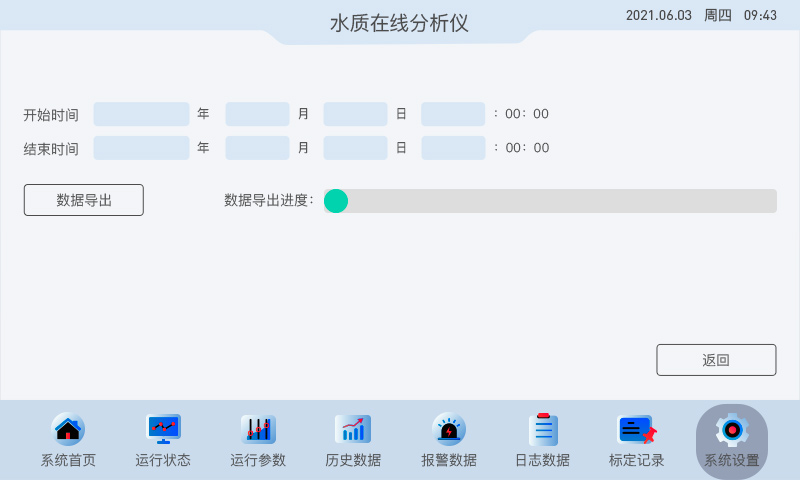 水质在线分析仪
2021.06.03 周四 09:43
开始时间 年 月 日 : 00: 00
结束时间 年 月 日 : 00: 00
数据导出 数据导出进度:
返回
系统首页 运行状态 运行参数 历史数据 报警数据 日志数据 标定记录 系统设置